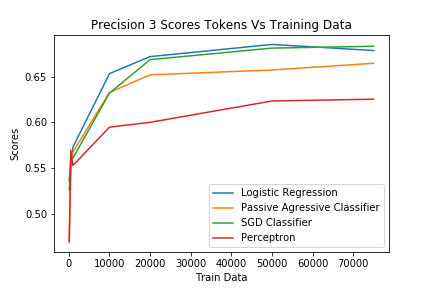 Precision 3 Scores Tokens Vs Training Data
Scores
0.65
0.60
0.55
0.50
Logistic Regression
Passive Agressive Classifier
SGD Classifier
Perceptron
0 10000 20000 30000 40000 50000 60000 70000
Train Data